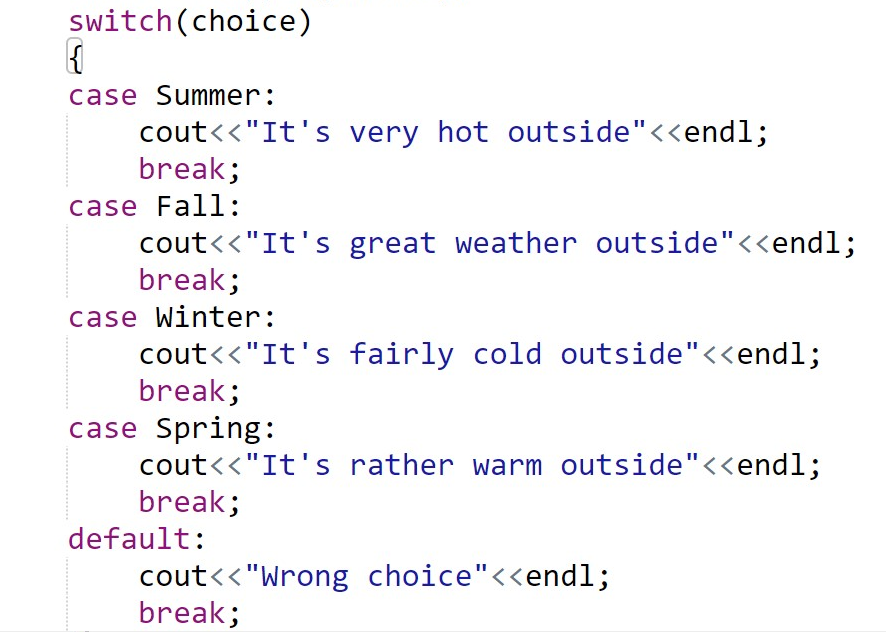 switch(choice)
{
case Summer:
    cout<<"It's very hot outside"<<endl;
    break;
case Fall:
    cout<<"It's great weather outside"<<endl;
    break;
case Winter:
    cout<<"It's fairly cold outside"<<endl;
    break;
case Spring:
    cout<<"It's rather warm outside"<<endl;
    break;
default:
    cout<<"Wrong choice"<<endl;
    break;